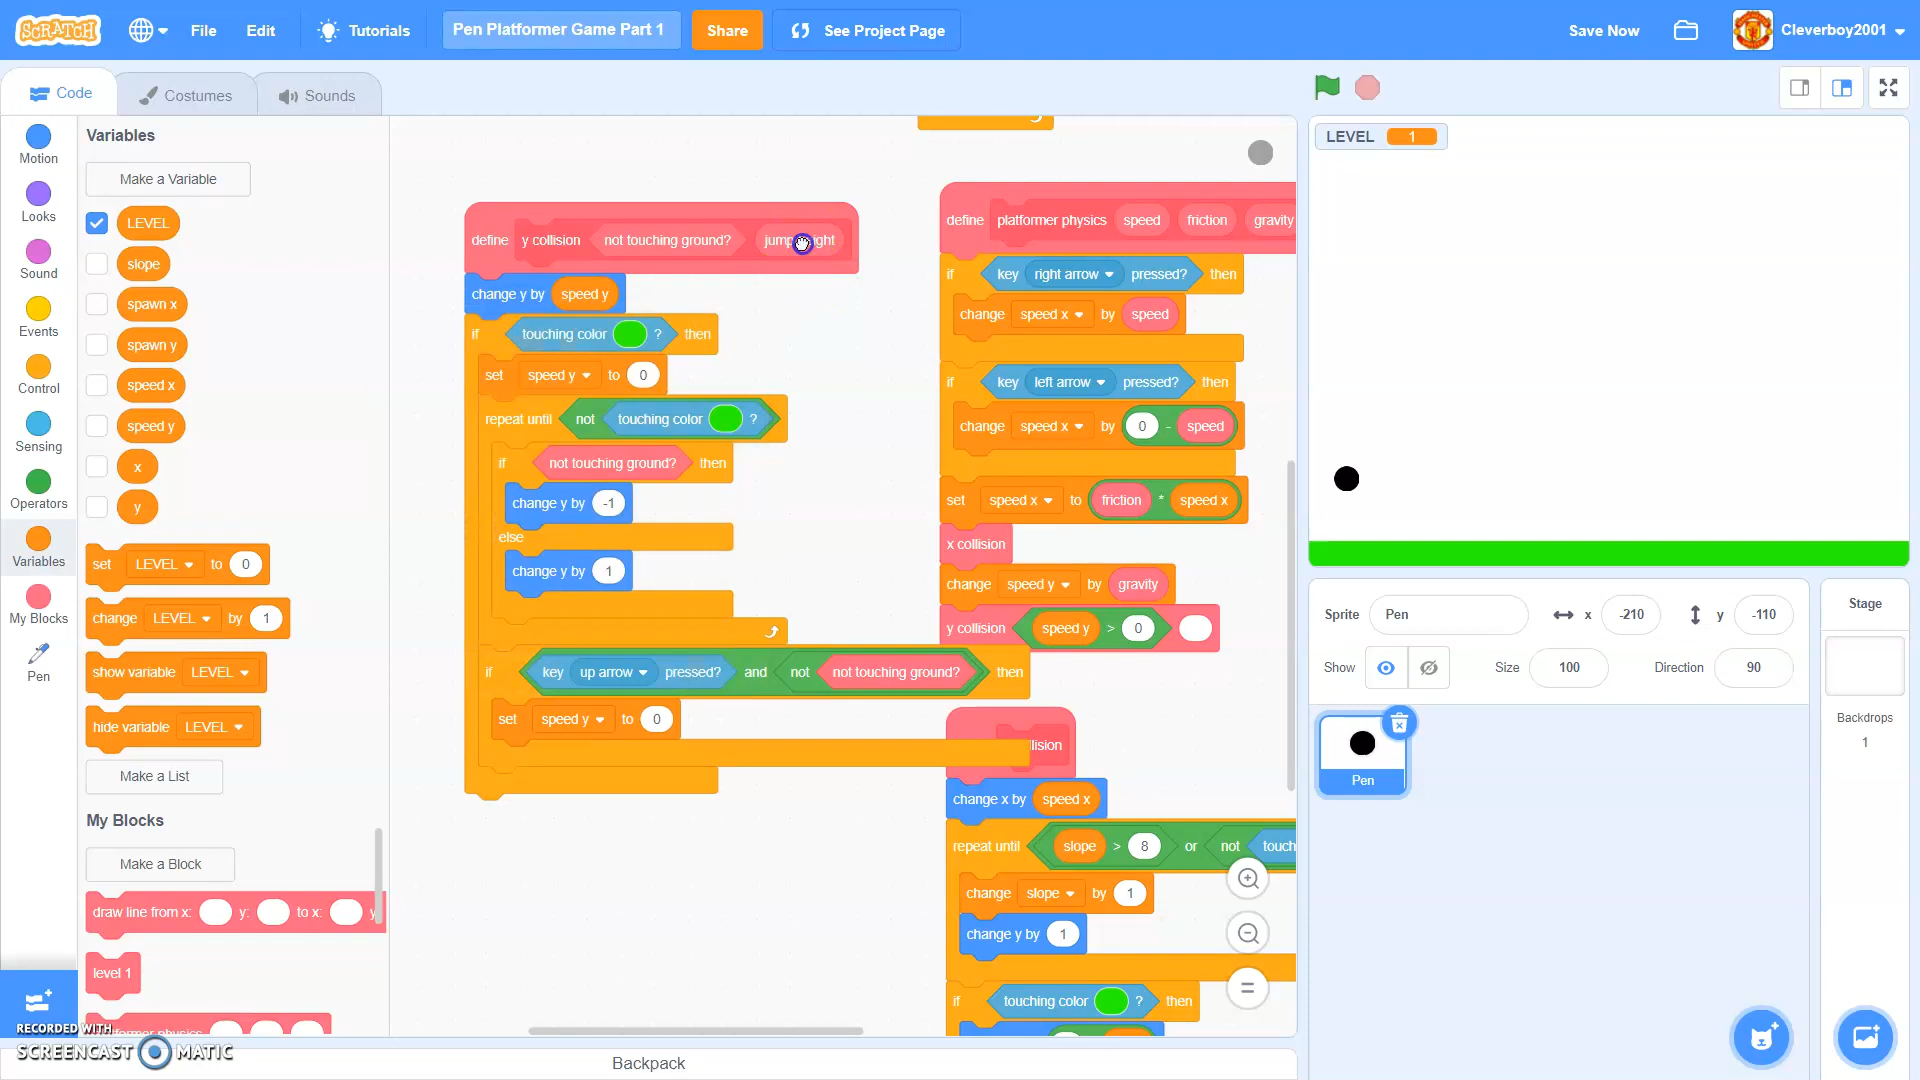 SCRATCH
File
Edit
Tutorials
Pen Platformer Game Part 1
Share
See Project Page
Save Now
Cleverboy2001
Code
Costumes
Sounds
Motion
Looks
Sound
Events
Control
Sensing
Operators
Variables
My Blocks
Pen
Variables
Make a Variable
LEVEL
slope
spawn x
spawn y
speed x
speed y
x
y
set LEVEL to 0
change LEVEL by 1
show variable LEVEL
hide variable LEVEL
Make a List
My Blocks
Make a Block
draw line from x: y: to x: y
level 1
define y collision not touching ground?
change y by speed y
if touching color ? then
set speed y to 0
repeat until not touching color ?
if not touching ground? then
change y by -1
else
change y by 1
if key up arrow pressed? and not not touching ground? then
set speed y to 0
define platformer physics speed friction gravity
if key right arrow pressed? then
change speed x by speed
if key left arrow pressed? then
change speed x by 0 - speed
set speed x to friction * speed x
x collision
change speed y by gravity
y collision speed y > 0
change x by speed x
repeat until slope > 8 or not touch
change slope by 1
change y by 1
if touching color ? then
LEVEL 1
Sprite Pen x -210 y -110
Show Size 100 Direction 90
Pen
Stage
Backdrops
1
Backpack
RECORDED WITH
SCREENCAST MATIC